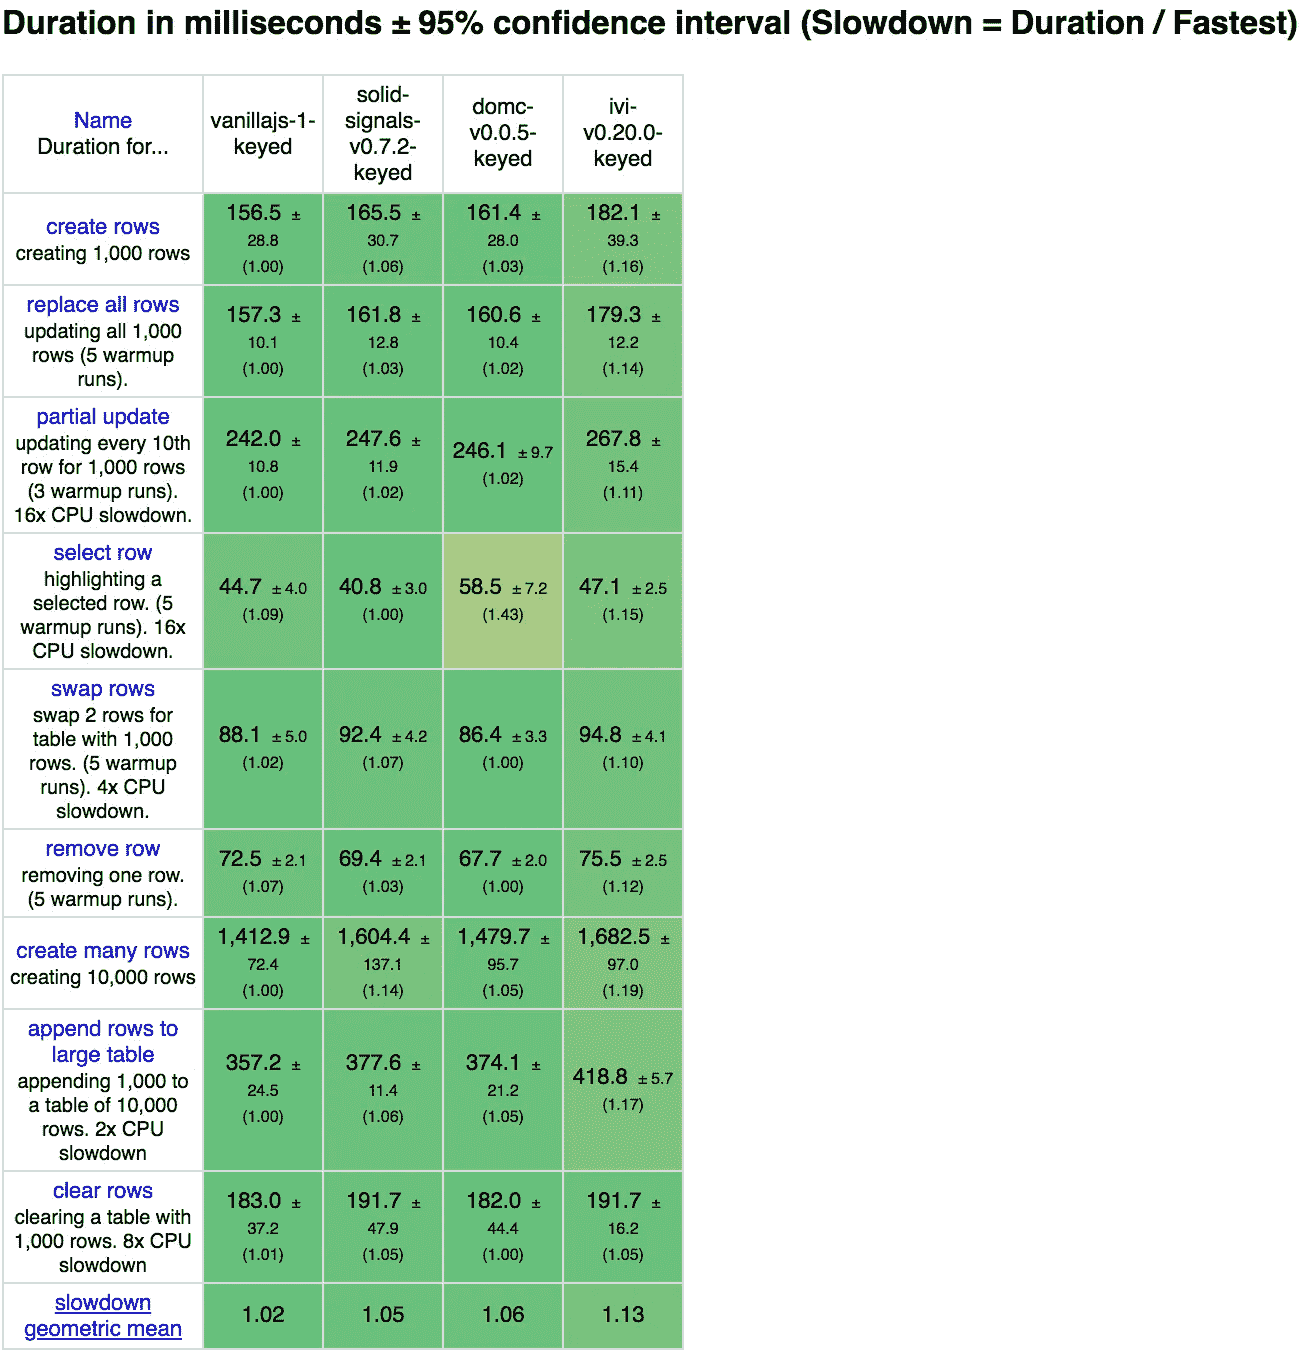 Duration in milliseconds ± 95% confidence interval (Slowdown = Duration / Fastest)
Name
Duration for...
vanillajs-1-
keyed
solid-
signals-
v0.7.2-
keyed
domc-
v0.0.5-
keyed
ivi-
v0.20.0-
keyed
create rows
creating 1,000 rows
156.5 ±
28.8
(1.00)
165.5 ±
30.7
(1.06)
161.4 ±
28.0
(1.03)
182.1 ±
39.3
(1.16)
replace all rows
updating all 1,000
rows (5 warmup
runs).
157.3 ±
10.1
(1.00)
161.8 ±
12.8
(1.03)
160.6 ±
10.4
(1.02)
179.3 ±
12.2
(1.14)
partial update
updating every 10th
row for 1,000 rows
(3 warmup runs).
16x CPU slowdown.
242.0 ±
10.8
(1.00)
247.6 ±
11.9
(1.02)
246.1 ± 9.7
(1.02)
267.8 ±
15.4
(1.11)
select row
highlighting a
selected row. (5
warmup runs). 16x
CPU slowdown.
44.7 ± 4.0
(1.09)
40.8 ± 3.0
(1.00)
58.5 ± 7.2
(1.43)
47.1 ± 2.5
(1.15)
swap rows
swap 2 rows for
table with 1,000
rows. (5 warmup
runs). 4x CPU
slowdown.
88.1 ± 5.0
(1.02)
92.4 ± 4.2
(1.07)
86.4 ± 3.3
(1.00)
94.8 ± 4.1
(1.10)
remove row
removing one row.
(5 warmup runs).
72.5 ± 2.1
(1.07)
69.4 ± 2.1
(1.03)
67.7 ± 2.0
(1.00)
75.5 ± 2.5
(1.12)
create many rows
creating 10,000 rows
1,412.9 ±
72.4
(1.00)
1,604.4 ±
137.1
(1.14)
1,479.7 ±
95.7
(1.05)
1,682.5 ±
97.0
(1.19)
append rows to
large table
appending 1,000 to
a table of 10,000
rows. 2x CPU
slowdown
357.2 ±
24.5
(1.00)
377.6 ±
11.4
(1.06)
374.1 ±
21.2
(1.05)
418.8 ± 5.7
(1.17)
clear rows
clearing a table with
1,000 rows. 8x CPU
slowdown
183.0 ±
37.2
(1.01)
191.7 ±
47.9
(1.05)
182.0 ±
44.4
(1.00)
191.7 ±
16.2
(1.05)
slowdown
geometric mean
1.02
1.05
1.06
1.13